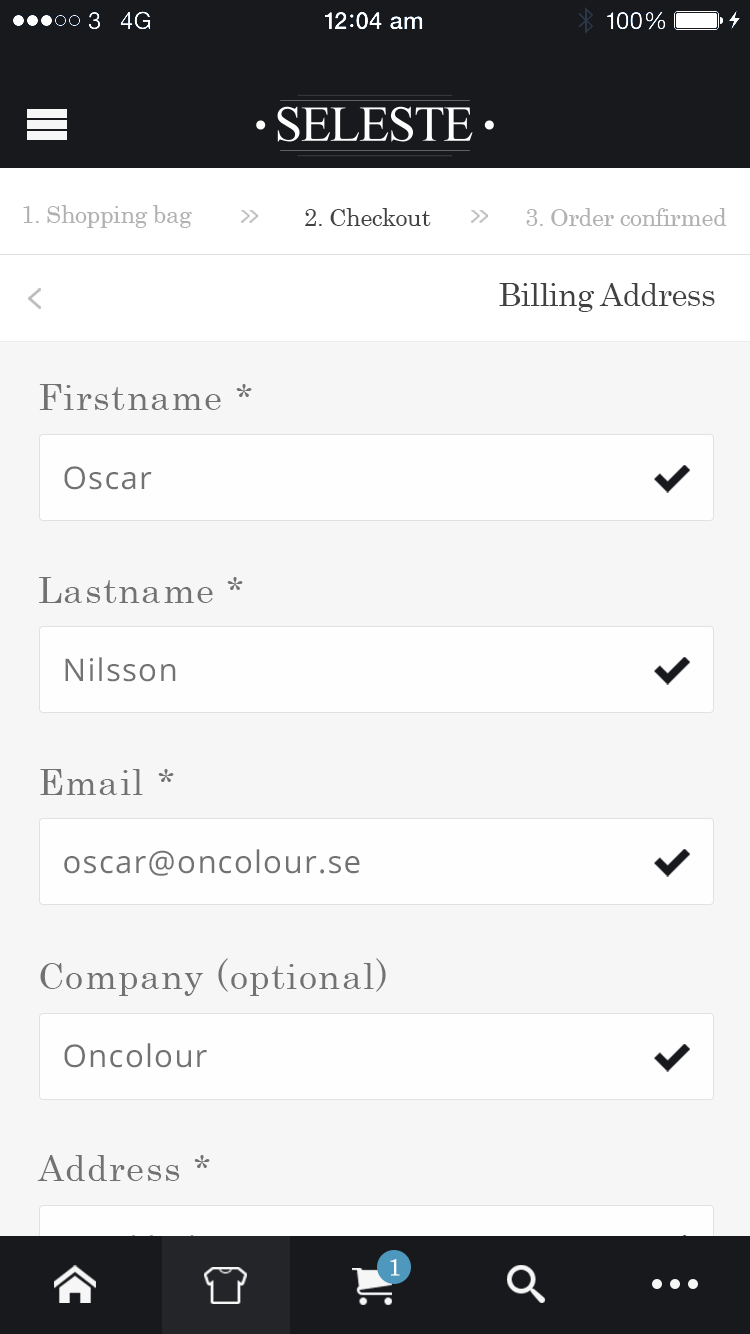 3 4G 12:04 am 100%
• SELESTE •
1. Shopping bag » 2. Checkout » 3. Order confirmed
Billing Address
Firstname *
Oscar
Lastname *
Nilsson
Email *
oscar@oncolour.se
Company (optional)
Oncolour
Address *
1